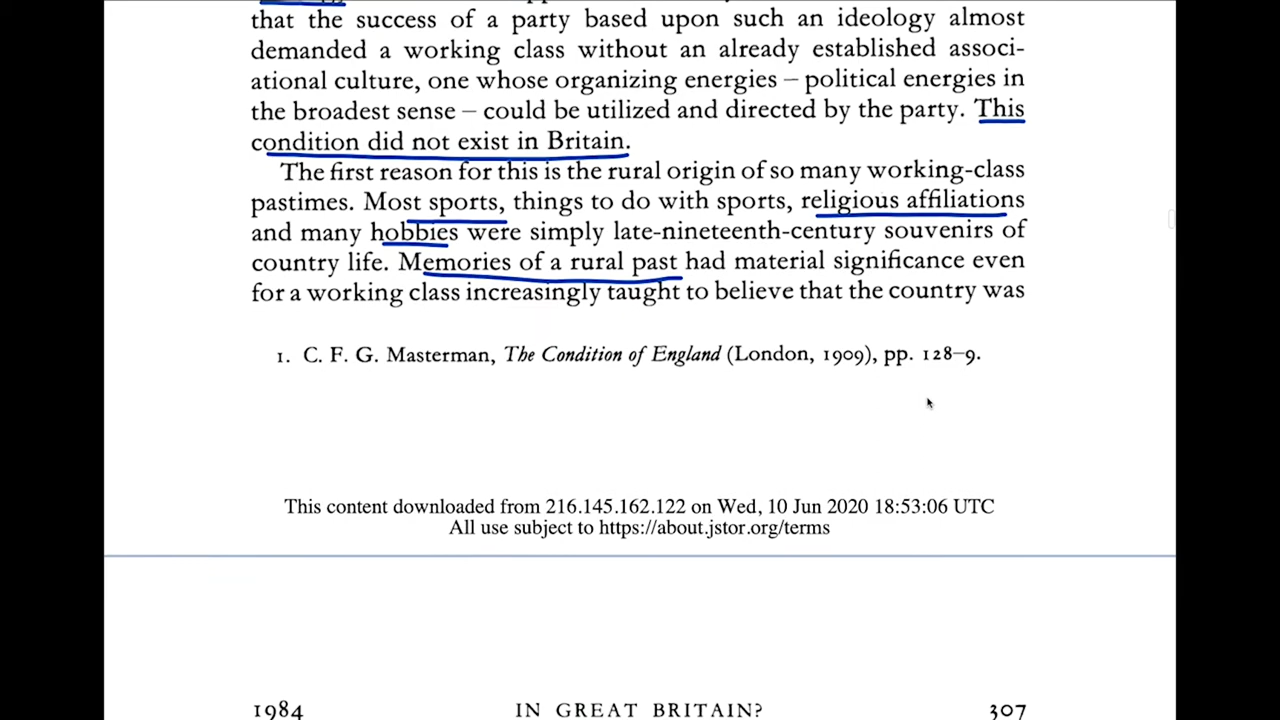 that the success of a party based upon such an ideology almost
demanded a working class without an already established associ-
ational culture, one whose organizing energies – political energies in
the broadest sense – could be utilized and directed by the party. This
condition did not exist in Britain.
The first reason for this is the rural origin of so many working-class
pastimes. Most sports, things to do with sports, religious affiliations
and many hobbies were simply late-nineteenth-century souvenirs of
country life. Memories of a rural past had material significance even
for a working class increasingly taught to believe that the country was
1. C. F. G. Masterman, The Condition of England (London, 1909), pp. 128–9.
This content downloaded from 216.145.162.122 on Wed, 10 Jun 2020 18:53:06 UTC
All use subject to https://about.jstor.org/terms
1984 IN GREAT BRITAIN? 307